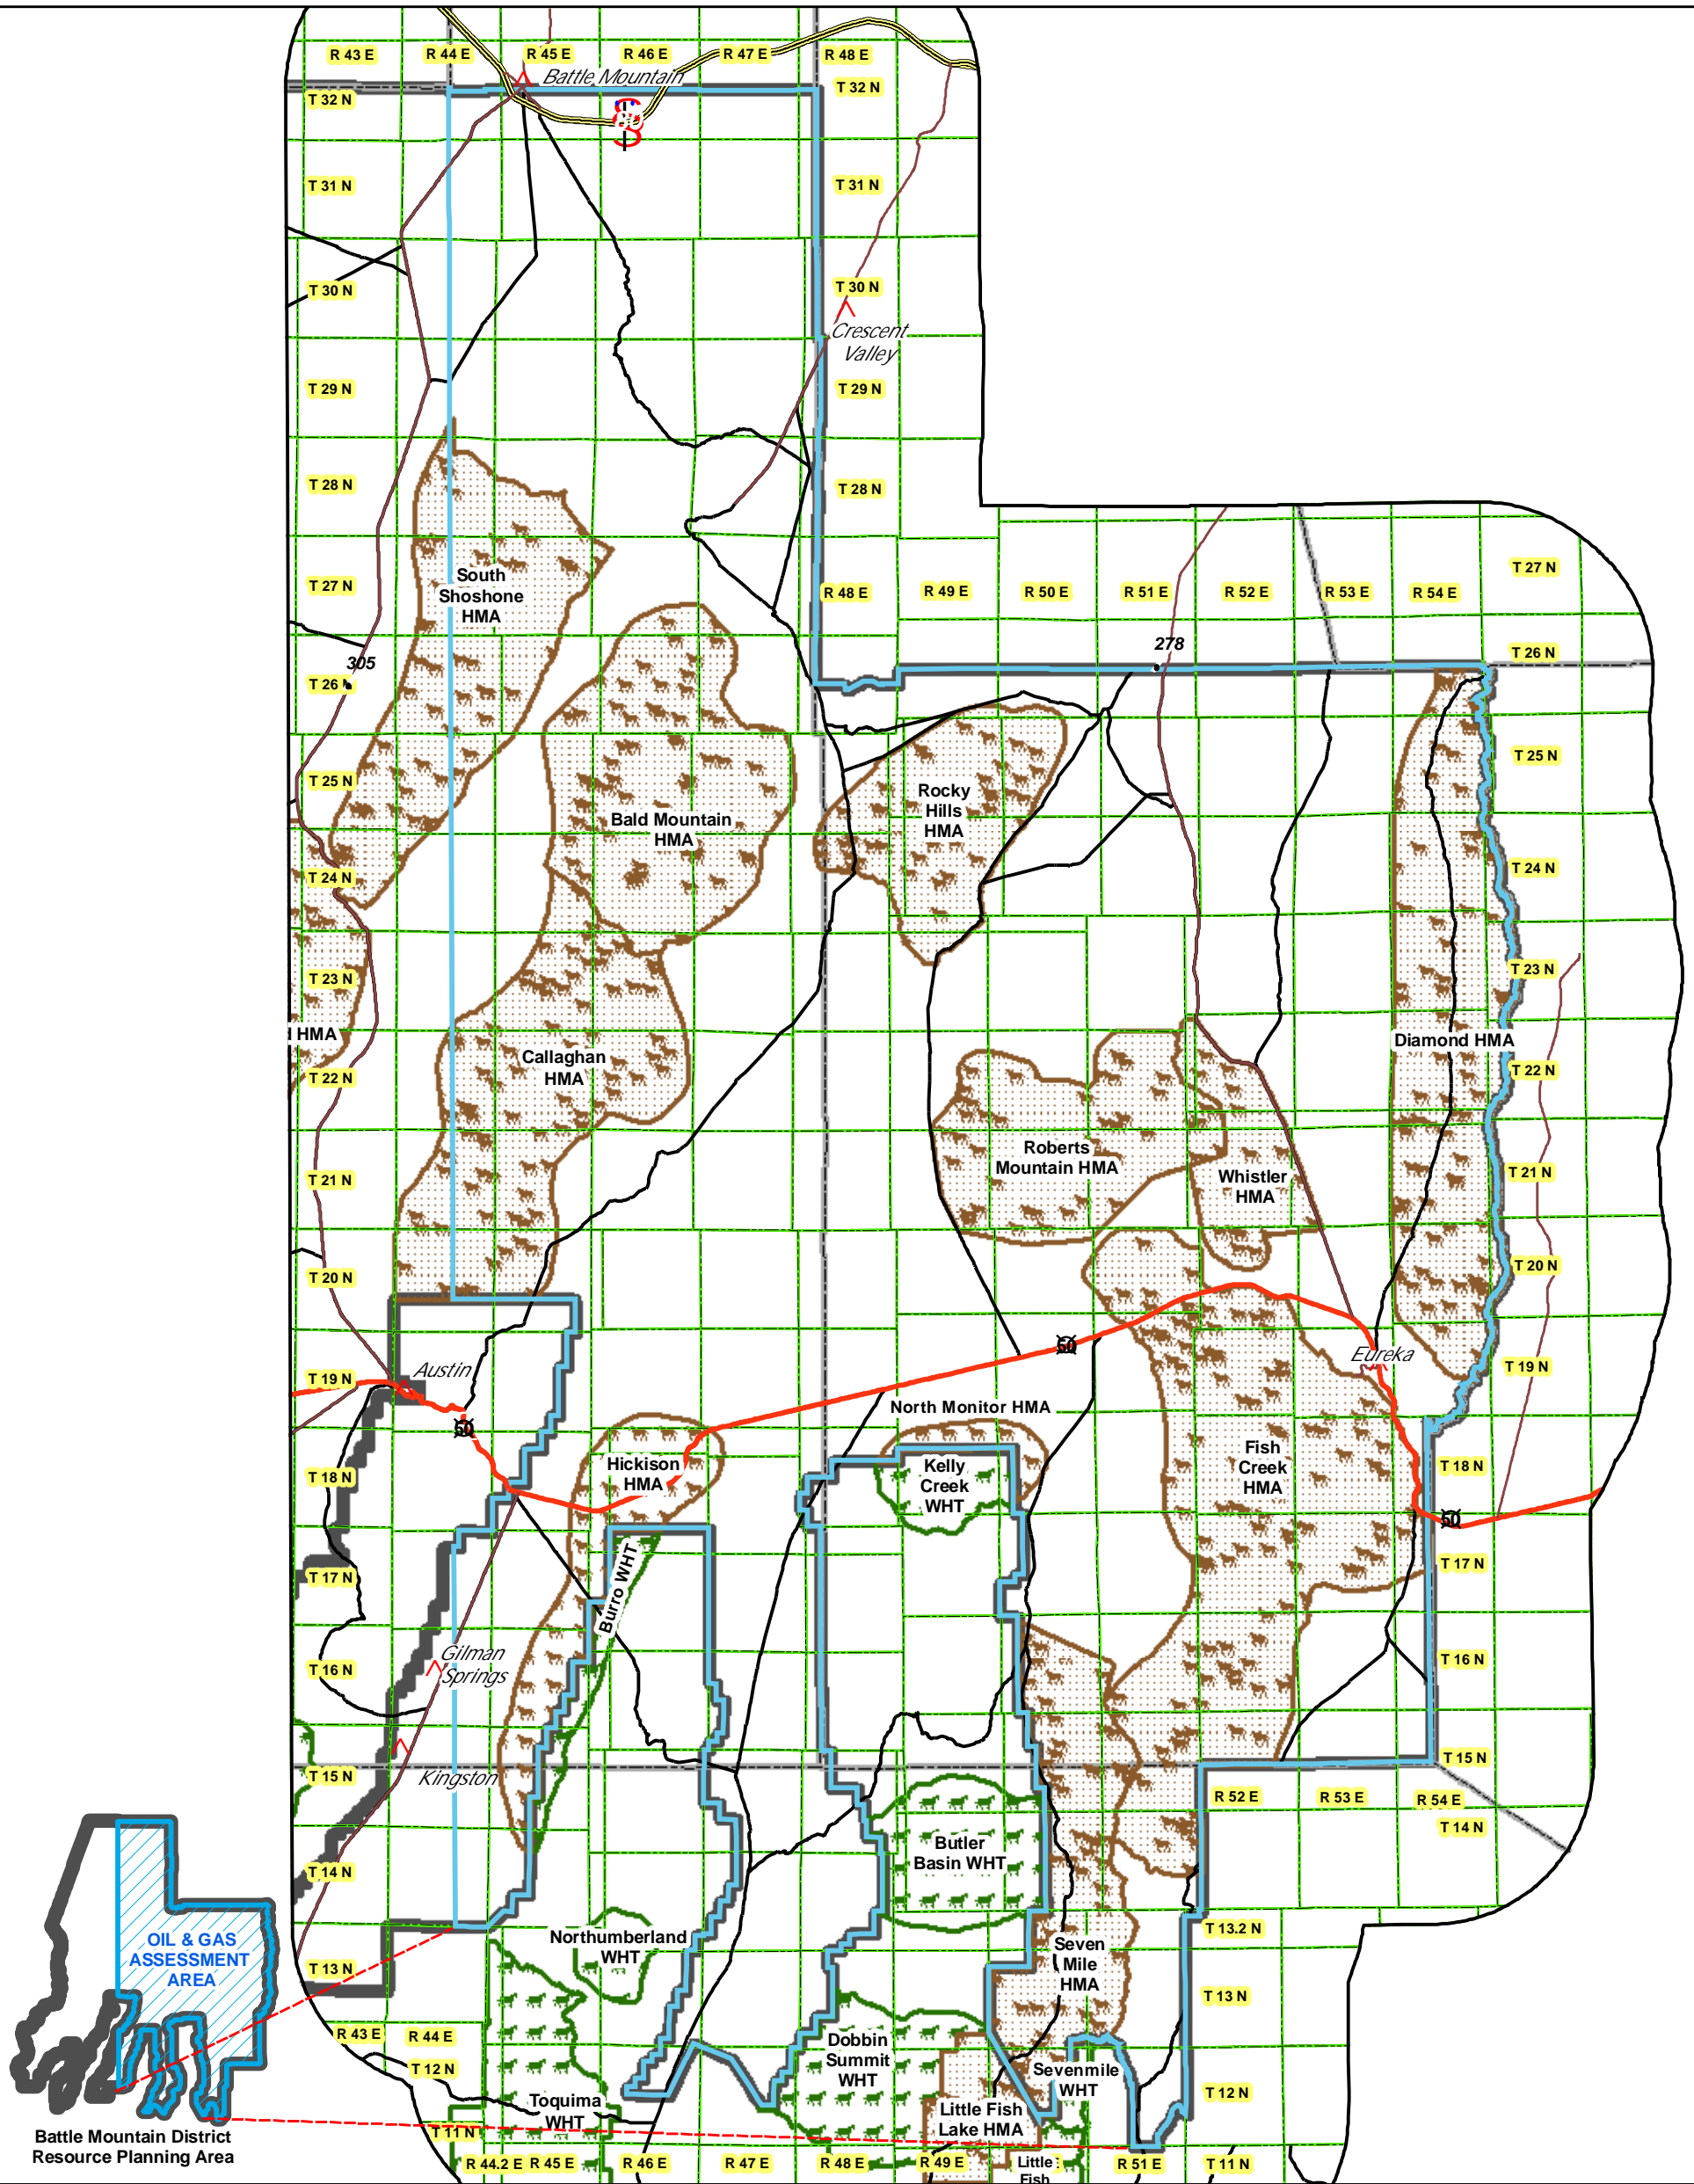 R 43 E R 44 E R 45 E R 46 E R 47 E R 48 E
Battle Mountain
T 32 N T 32 N
80
T 31 N T 31 N
T 30 N T 30 N
Crescent
Valley
T 29 N T 29 N
T 28 N T 28 N
South
Shoshone
HMA
T 27 N T 27 N
R 48 E R 49 E R 50 E R 51 E R 52 E R 53 E R 54 E
278
305
T 26 N T 26 N
T 25 N T 25 N
Rocky
Hills
HMA
Bald Mountain
HMA
T 24 N T 24 N
T 23 N T 23 N
HMA
Diamond HMA
Callaghan
HMA
T 22 N T 22 N
Roberts
Mountain HMA
Whistler
HMA
T 21 N T 21 N
T 20 N T 20 N
50
Austin
Eureka
T 19 N T 19 N
North Monitor HMA
50
Hickison
HMA
Kelly
Creek
WHT
Fish
Creek
HMA
T 18 N T 18 N
50
Burro WHT
T 17 N T 17 N
Gilman
Springs
T 16 N T 16 N
Kingston
T 15 N T 15 N
R 52 E R 53 E R 54 E
T 14 N
Butler
Basin WHT
T 14 N
Northumberland
WHT
T 13.2 N
Seven
Mile
HMA
OIL & GAS
ASSESSMENT
AREA
T 13 N T 13 N
R 43 E R 44 E
T 12 N
Dobbin
Summit
WHT
Sevenmile
WHT
T 12 N
Toquima
WHT
Little Fish
Lake HMA
T 11 N
Battle Mountain District
Resource Planning Area
R 44.2 E R 45 E R 46 E R 47 E R 48 E R 49 E R 51 E T 11 N
Little
Fish